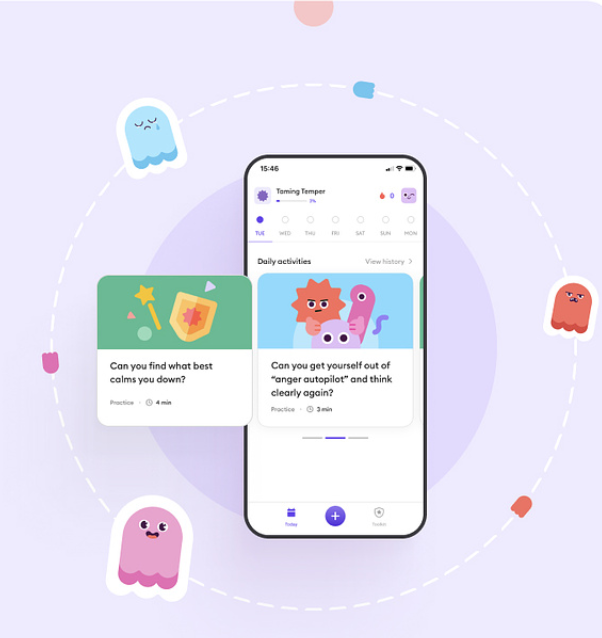 15:46
Taming Temper
2%
0
TUE WED THU FRI SAT SUN MON
Daily activities
View history
Can you find what best
calms you down?
Practice · 4 min
Can you get yourself out of
“anger autopilot” and think
clearly again?
Practice · 3 min
Today
Toolkit